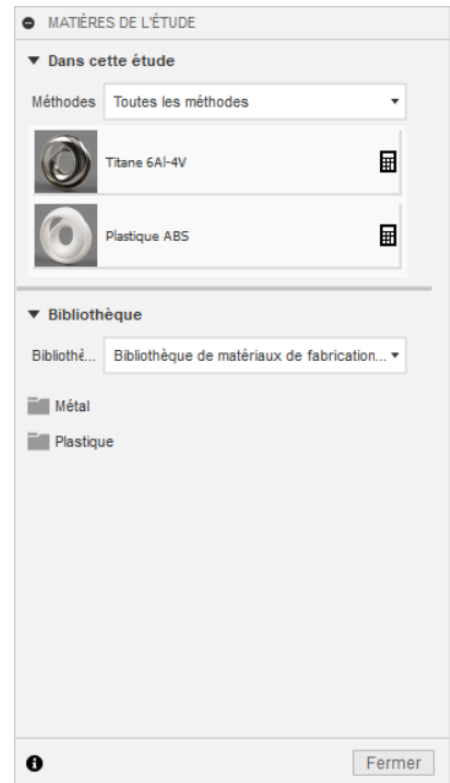 MATIÈRES DE L'ÉTUDE
Dans cette étude
Méthodes Toutes les méthodes
Titane 6Al-4V
Plastique ABS
Bibliothèque
Bibliothè... Bibliothèque de matériaux de fabrication...
Métal
Plastique
Fermer